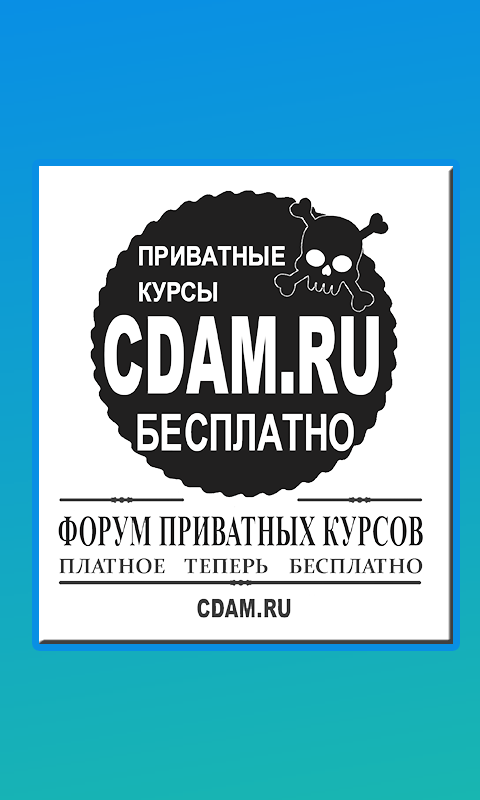 ПРИВАТНЫЕ
КУРСЫ
CDAM.RU
БЕСПЛАТНО
ФОРУМ ПРИВАТНЫХ КУРСОВ
ПЛАТНОЕ ТЕПЕРЬ БЕСПЛАТНО
CDAM.RU